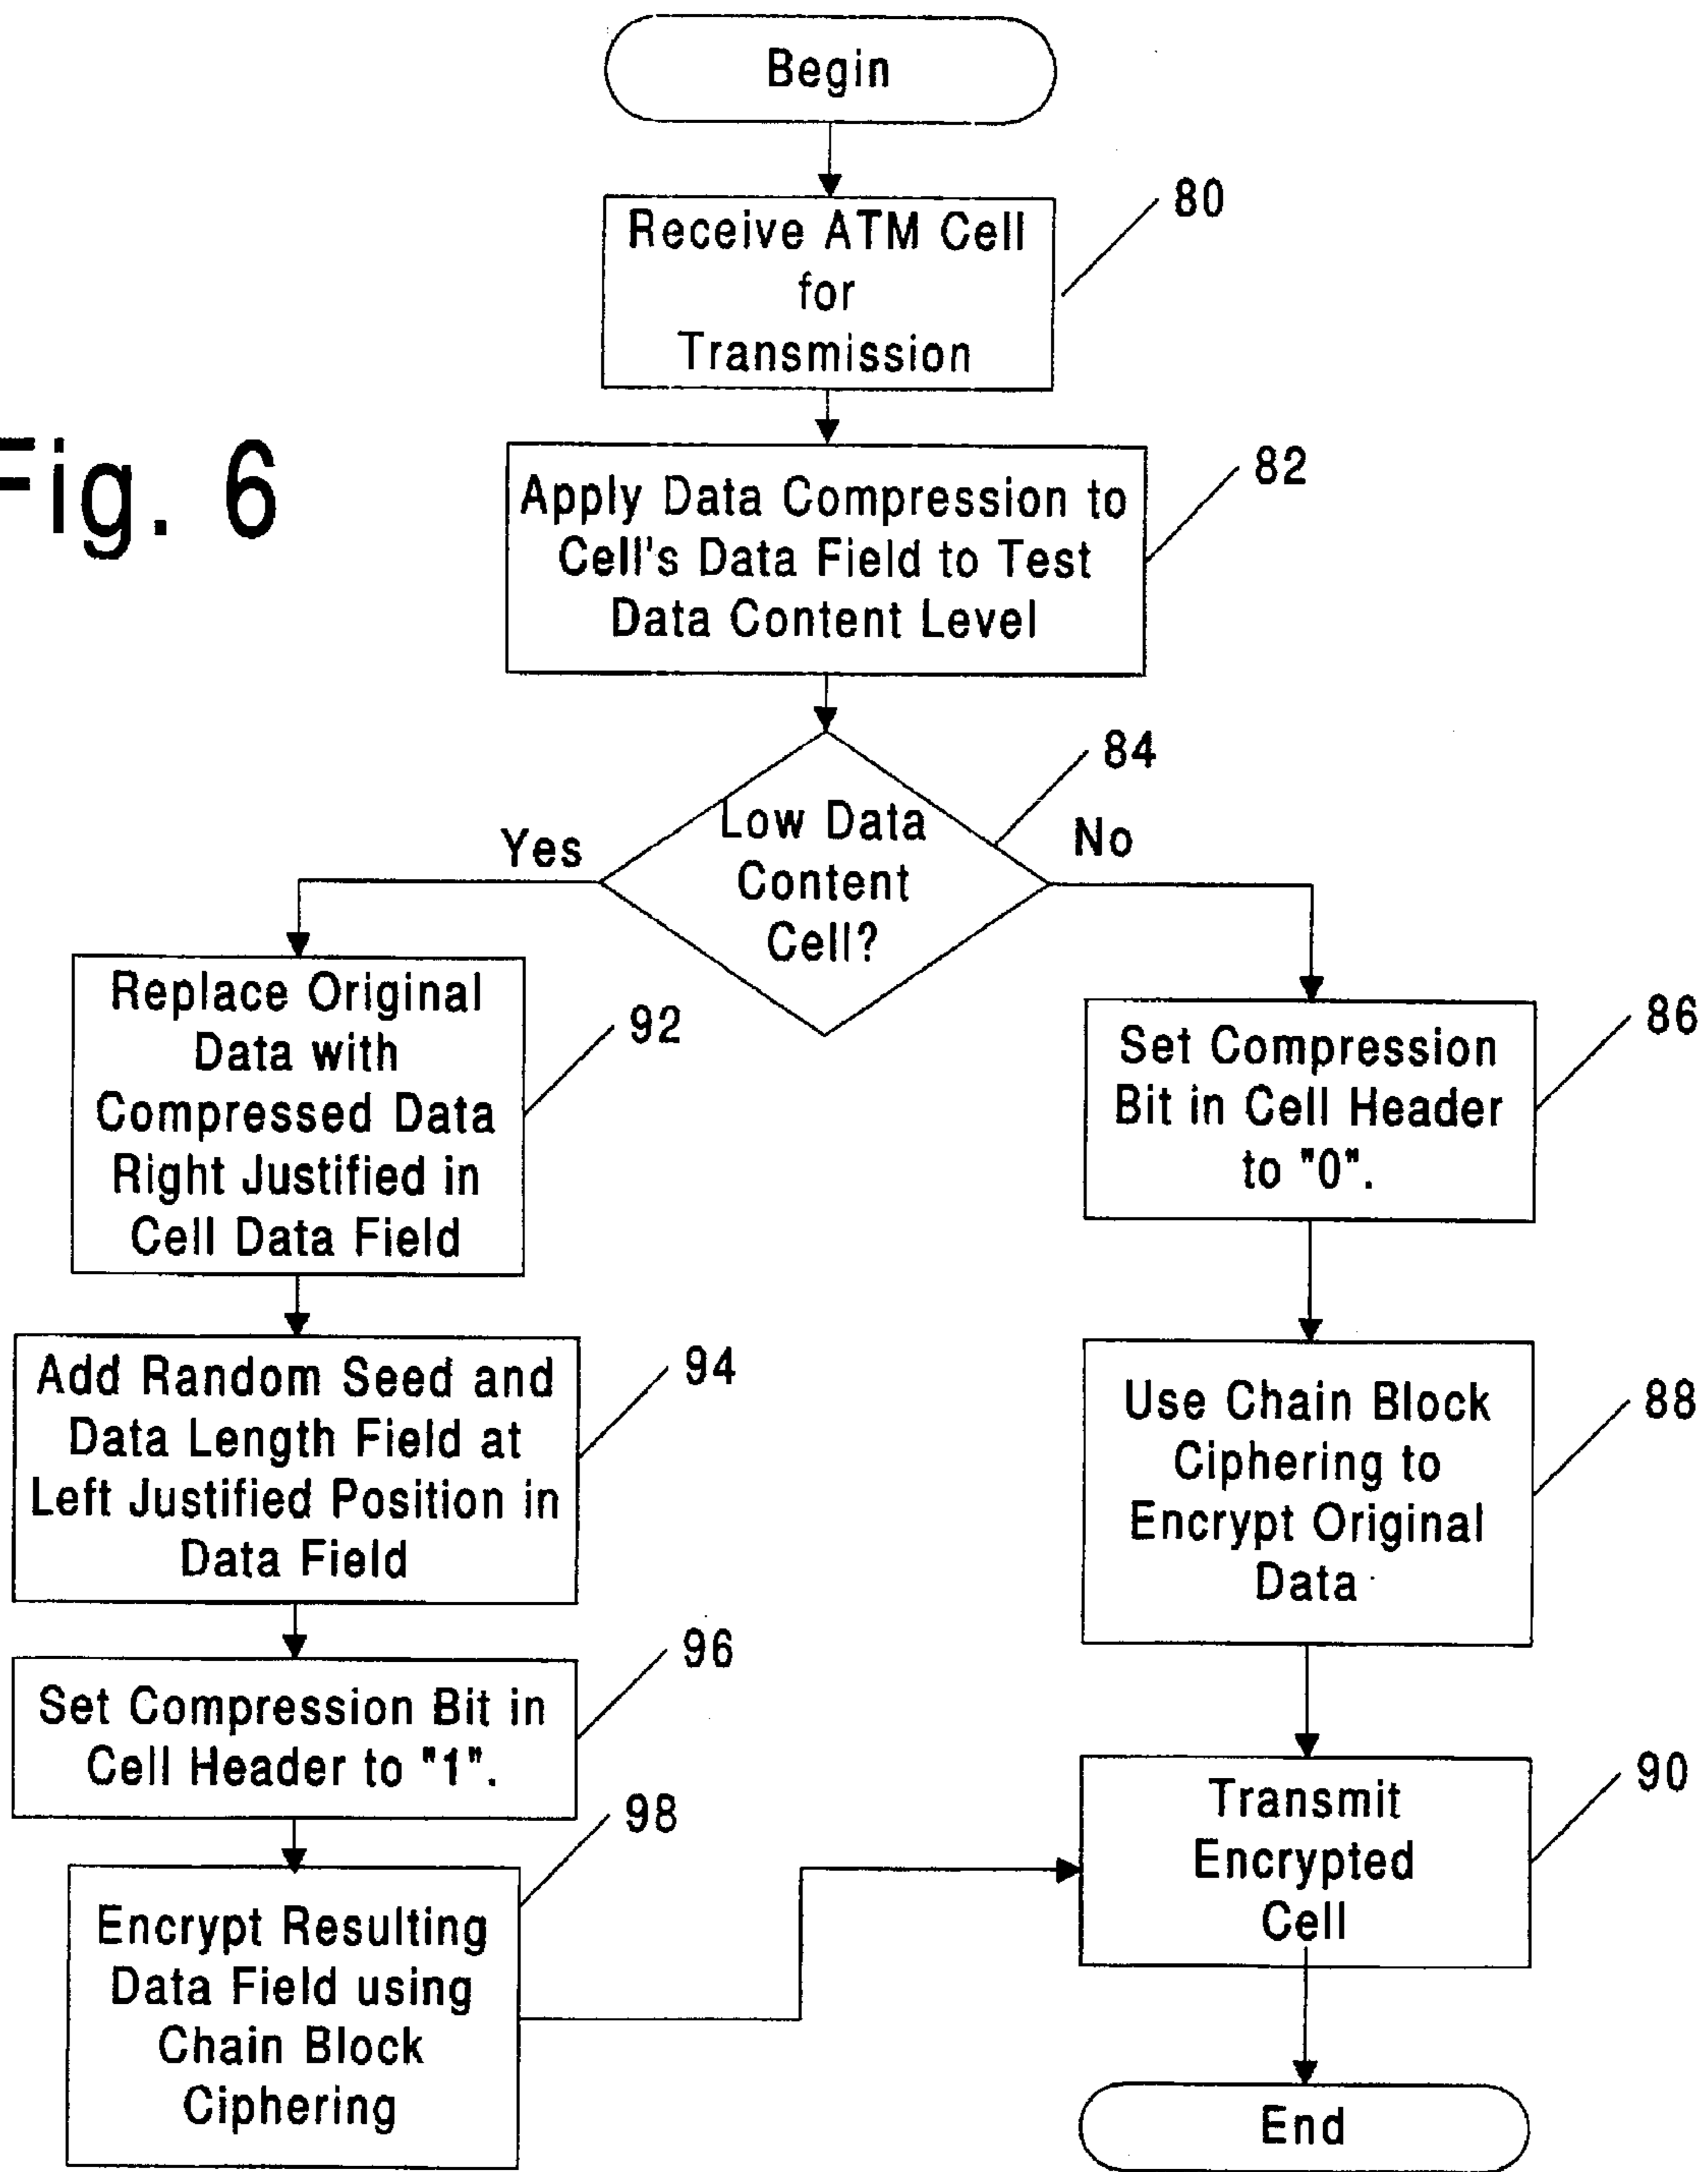 Begin
Receive ATM Cell
for
Transmission
80
Fig. 6
Apply Data Compression to
Cell's Data Field to Test
Data Content Level
82
Low Data
Content
Cell?
84
Yes
No
Replace Original
Data with
Compressed Data
Right Justified in
Cell Data Field
92
Set Compression
Bit in Cell Header
to "0".
86
Add Random Seed and
Data Length Field at
Left Justified Position in
Data Field
94
Use Chain Block
Ciphering to
Encrypt Original
Data
88
Set Compression Bit in
Cell Header to "1".
96
Encrypt Resulting
Data Field using
Chain Block
Ciphering
98
Transmit
Encrypted
Cell
90
End